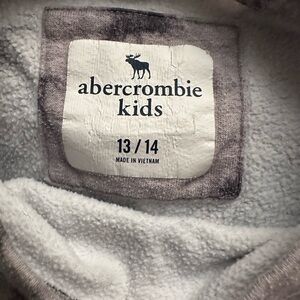 abercrombie
kids
13 / 14
MADE IN VIETNAM